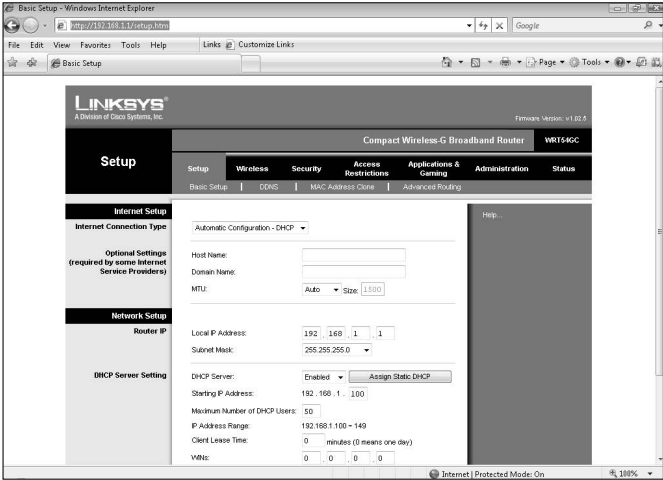 Basic Setup - Windows Internet Explorer
http://192.168.1.1/setup.htm
Google
File Edit View Favorites Tools Help Links Customize Links
Basic Setup
Page Tools
LINKSYS®
A Division of Cisco Systems, Inc.
Firmware Version: v1.02.5
Compact Wireless-G Broadband Router WRT54GC
Setup
Setup Wireless Security Access Restrictions Applications & Gaming Administration Status
Basic Setup | DDNS | MAC Address Clone | Advanced Routing
Internet Setup
Help...
Internet Connection Type Automatic Configuration - DHCP
Optional Settings
(required by some Internet
Service Providers)
Host Name:
Domain Name:
MTU: Auto Size: 1500
Network Setup
Router IP Local IP Address: 192 . 168 . 1 . 1
Subnet Mask: 255.255.255.0
DHCP Server Setting DHCP Server: Enabled Assign Static DHCP
Starting IP Address: 192 . 168 . 1 . 100
Maximum Number of DHCP Users: 50
IP Address Range: 192.168.1.100 ~ 149
Client Lease Time: 0 minutes (0 means one day)
WINs: 0 . 0 . 0 . 0
Internet | Protected Mode: On 100%